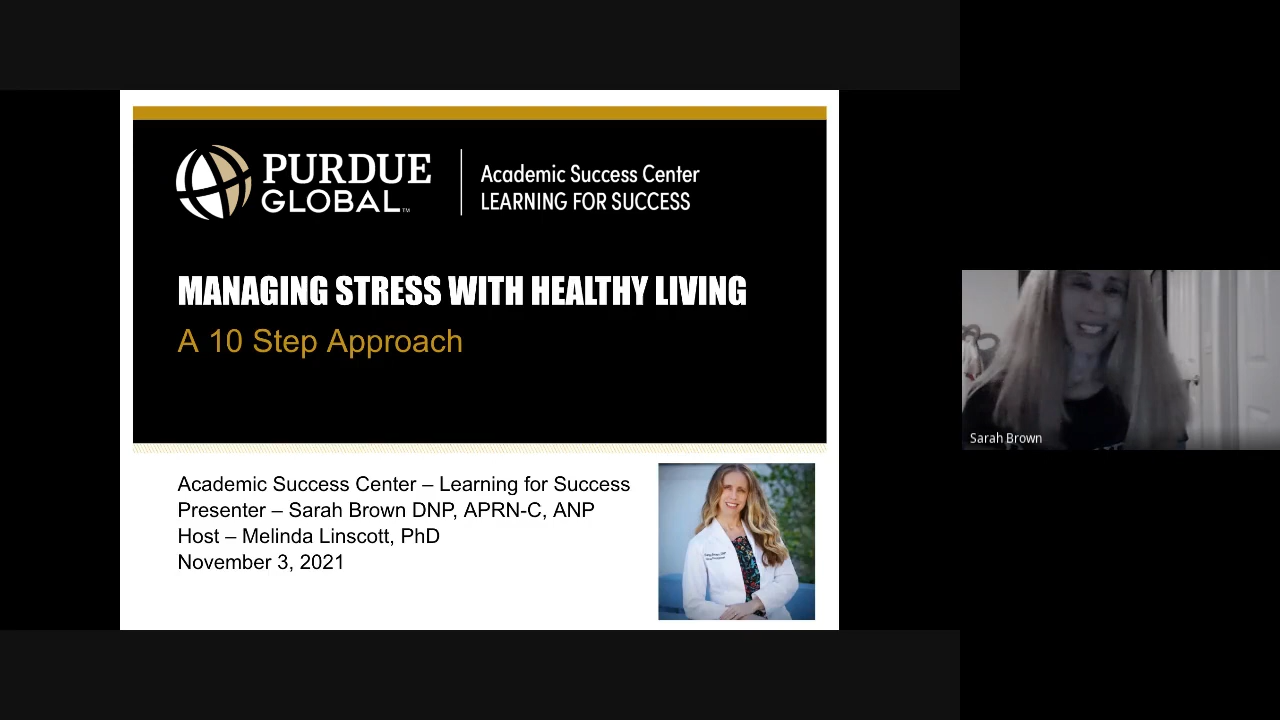 PURDUE
GLOBAL™
Academic Success Center
LEARNING FOR SUCCESS
MANAGING STRESS WITH HEALTHY LIVING
A 10 Step Approach
Academic Success Center – Learning for Success
Presenter – Sarah Brown DNP, APRN-C, ANP
Host – Melinda Linscott, PhD
November 3, 2021
Sarah Brown